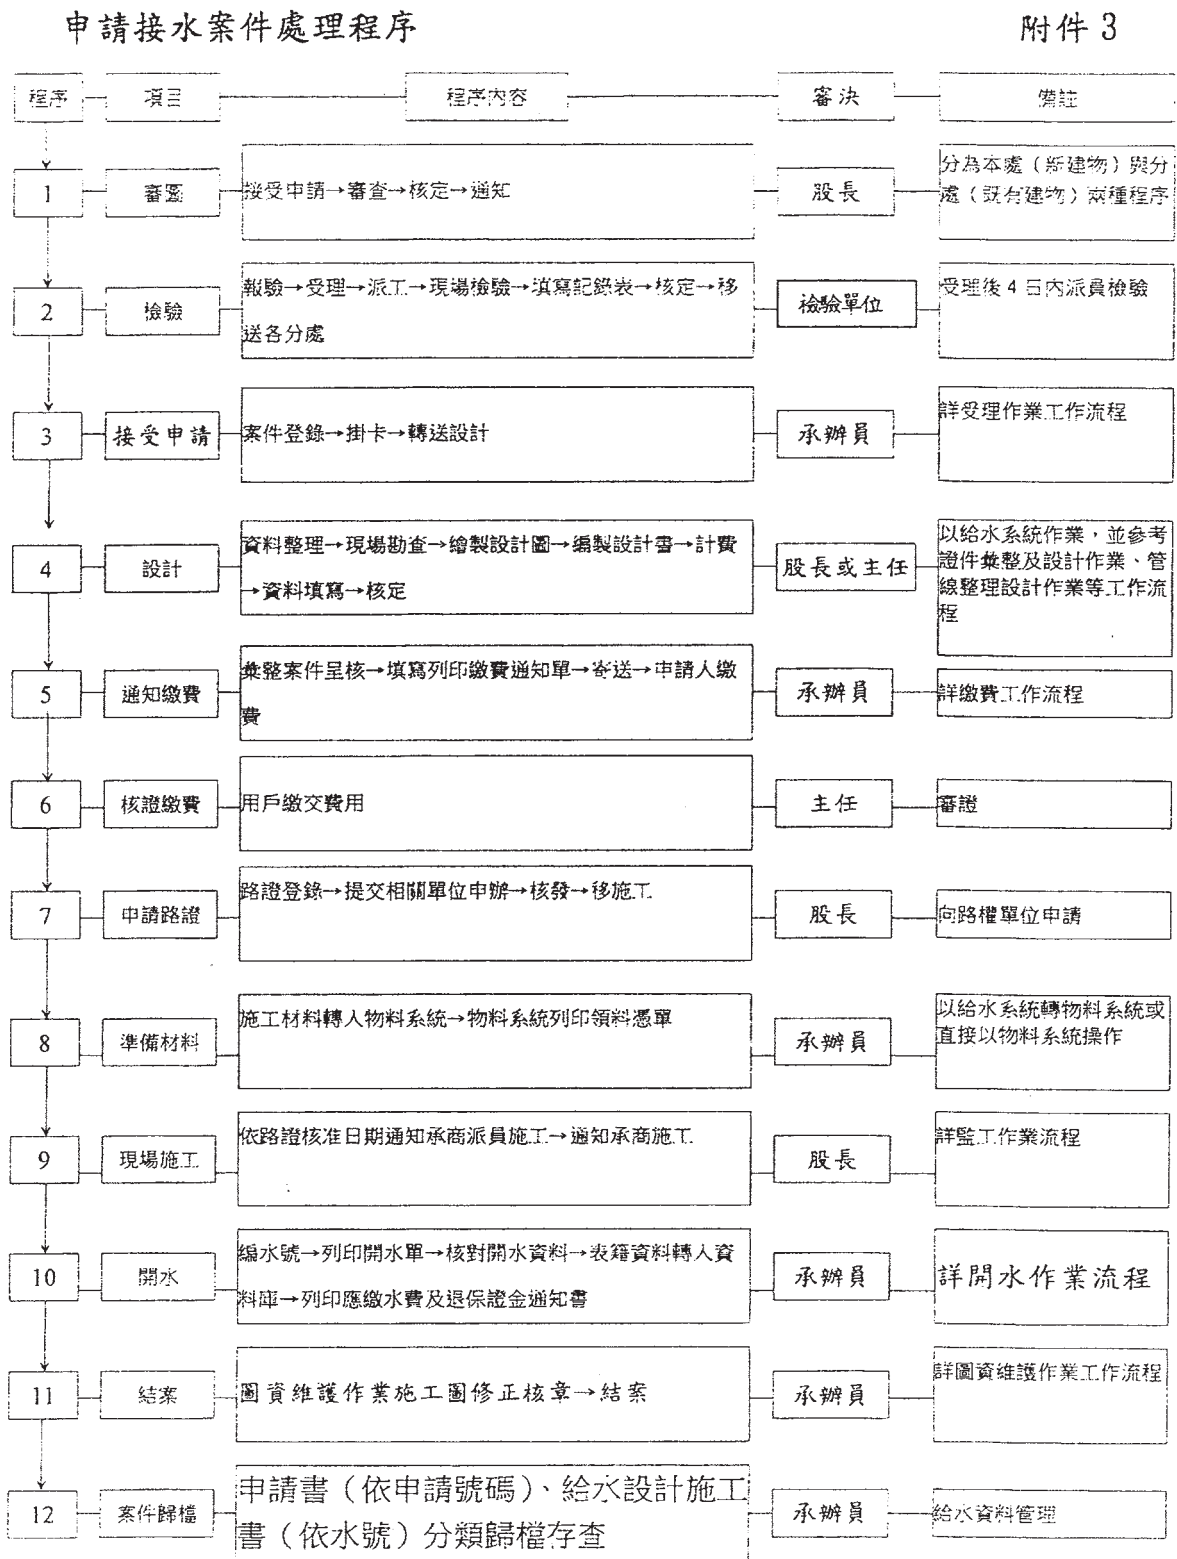 申請接水案件處理程序
附件3
程序
項目
程序內容
審決
備註
1
審圖
接受申請→審查→核定→通知
股長
分為本處（新建物）與分
處（既有建物）兩種程序
2
檢驗
報驗→受理→派工→現場檢驗→填寫記錄表→核定→移
送各分處
檢驗單位
受理後4日內派員檢驗
3
接受申請
案件登錄→掛卡→轉送設計
承辦員
詳受理作業工作流程
4
設計
資料整理→現場勘查→繪製設計圖→編製設計書→計費
→資料填寫→核定
股長或主任
以給水系統作業，並參考
證件彙整及設計作業、管
線整理設計作業等工作流
程
5
通知繳費
彙整案件呈核→填寫列印繳費通知單→寄送→申請人繳
費
承辦員
詳繳費工作流程
6
核證繳費
用戶繳交費用
主任
審證
7
申請路證
路證登錄→提交相關單位申辦→核發→移施工
股長
向路權單位申請
8
準備材料
施工材料轉入物料系統→物料系統列印領料憑單
承辦員
以給水系統轉物料系統或
直接以物料系統操作
9
現場施工
依路證核准日期通知承商派員施工→通知承商施工
股長
詳監工作業流程
10
開水
編水號→列印開水單→核對開水資料→表籍資料轉入資
料庫→列印應繳水費及退保證金通知書
承辦員
詳開水作業流程
11
結案
圖資維護作業施工圖修正核章→結案
承辦員
詳圖資維護作業工作流程
12
案件歸檔
申請書（依申請號碼）、給水設計施工
書（依水號）分類歸檔存查
承辦員
給水資料管理